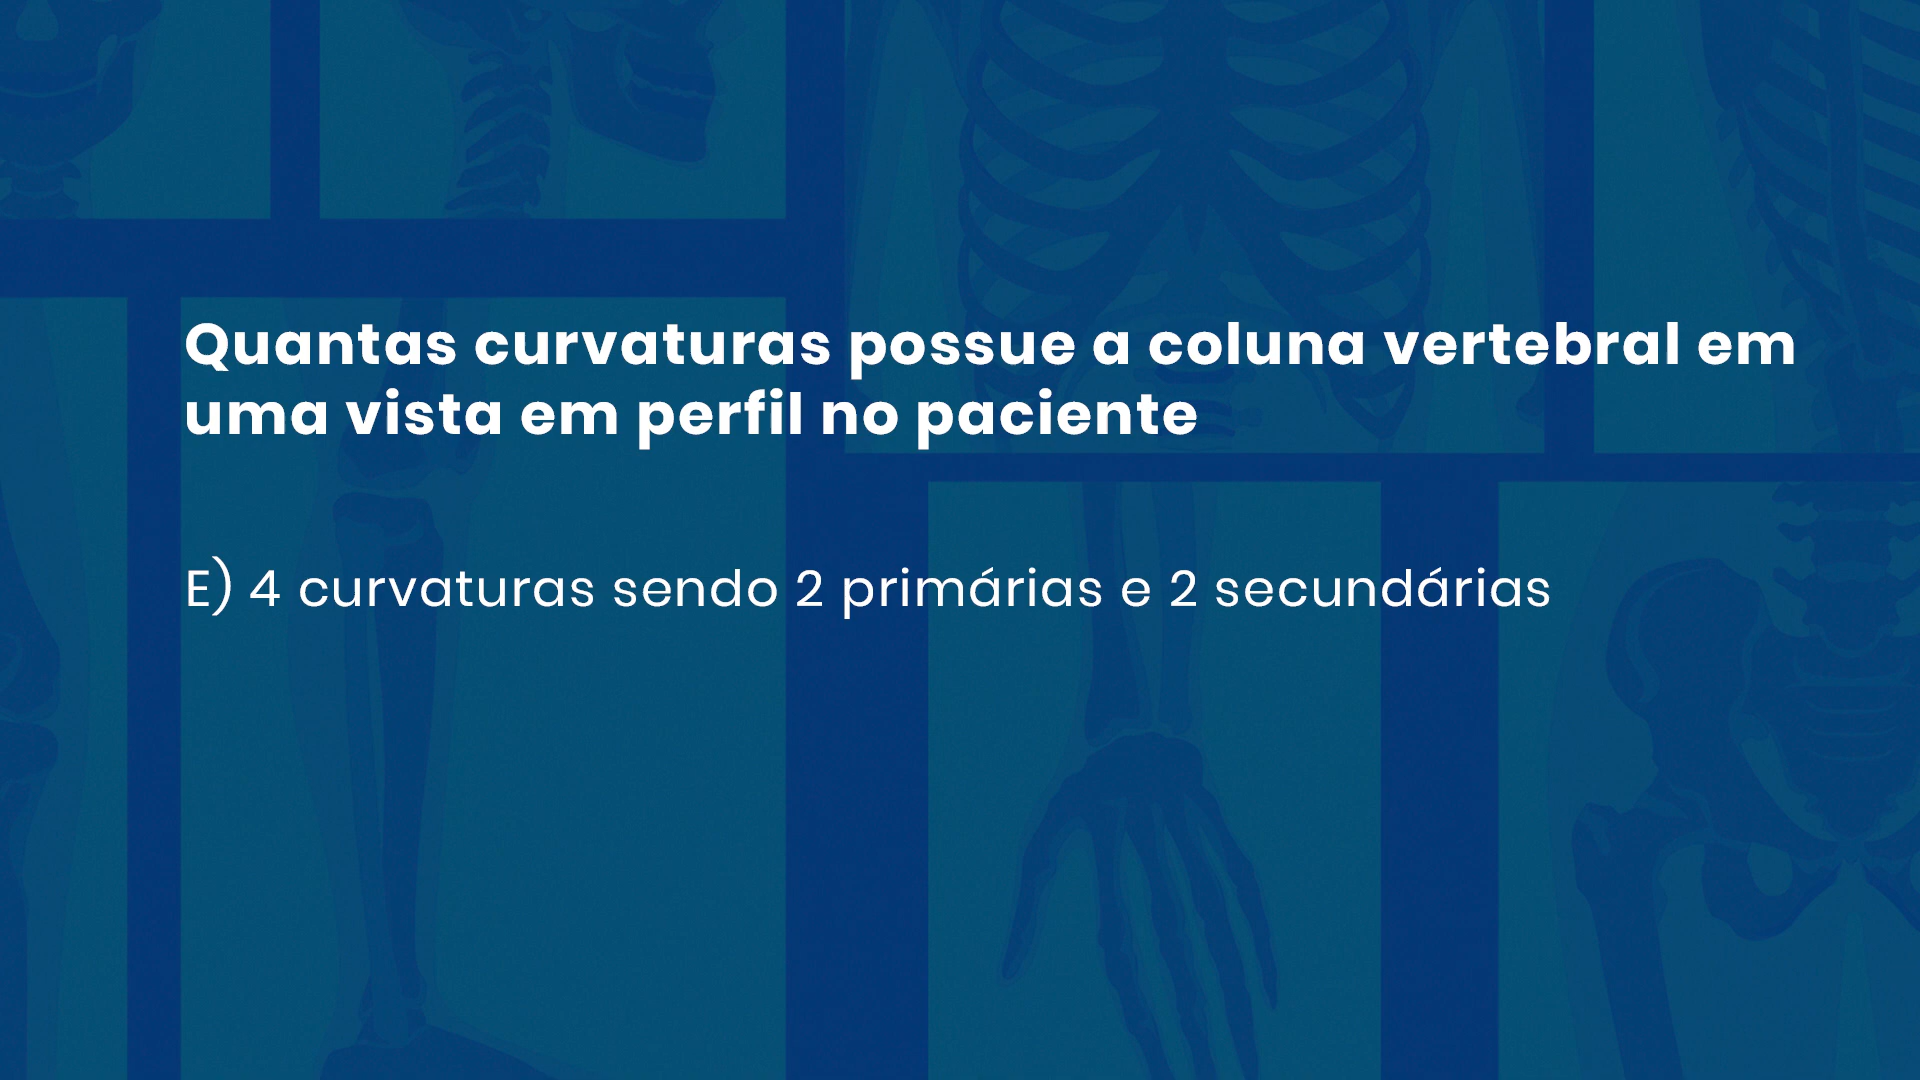 Quantas curvaturas possue a coluna vertebral em
uma vista em perfil no paciente
E) 4 curvaturas sendo 2 primárias e 2 secundárias